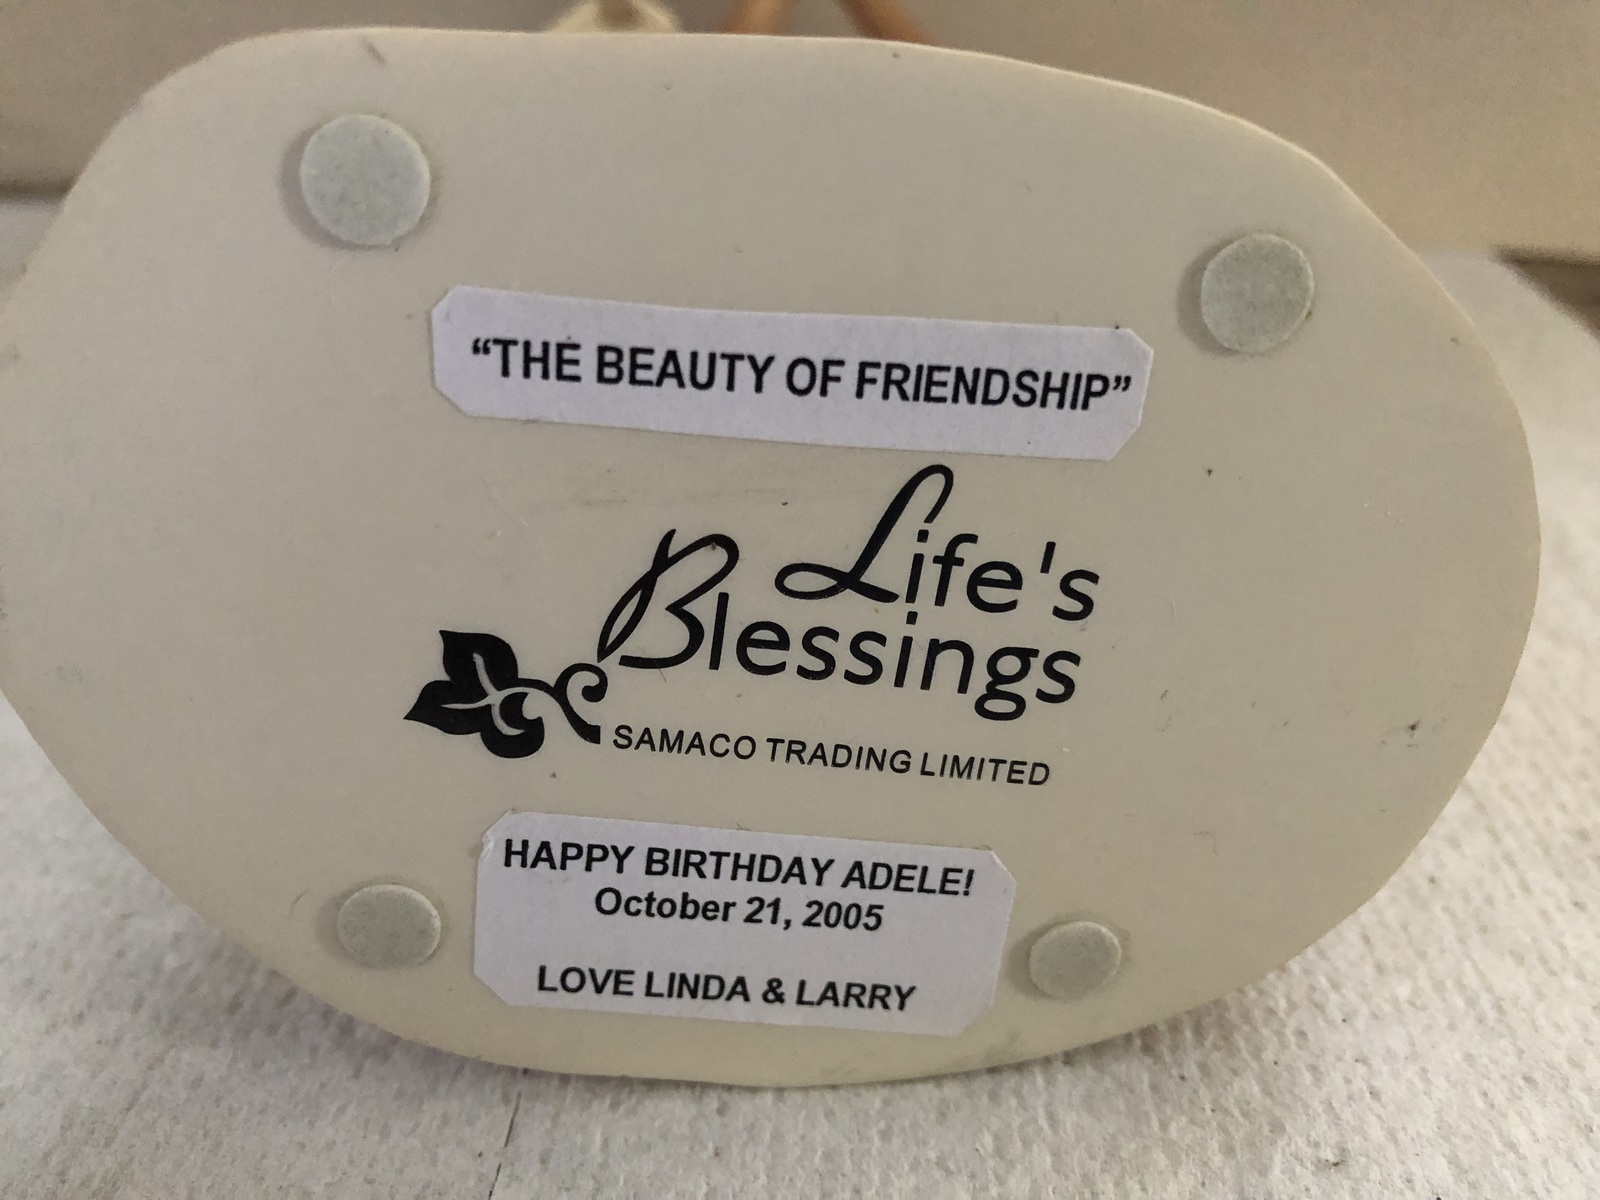 “THE BEAUTY OF FRIENDSHIP”
Life's
Blessings
SAMACO TRADING LIMITED
HAPPY BIRTHDAY ADELE!
October 21, 2005
LOVE LINDA & LARRY